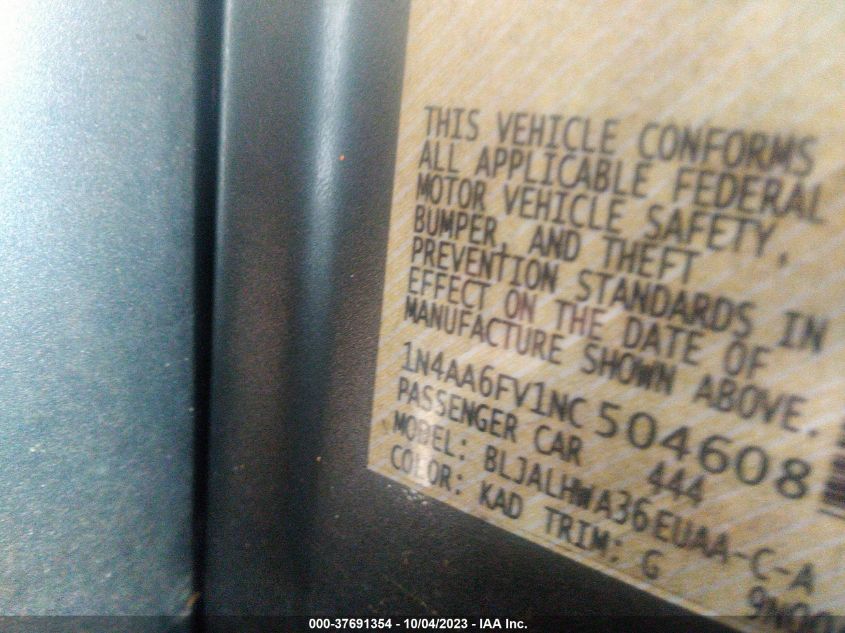 THIS VEHICLE CONFORMS
ALL APPLICABLE FEDERAL
MOTOR VEHICLE SAFETY,
BUMPER, AND THEFT
PREVENTION STANDARDS IN
EFFECT ON THE DATE OF
MANUFACTURE SHOWN ABOVE.
1N4AA6FV1NC504608
PASSENGER CAR 444
MODEL: BLJALHWA36EUAA-C-A
COLOR: KAD TRIM: G
000-37691354 - 10/04/2023 - IAA Inc.